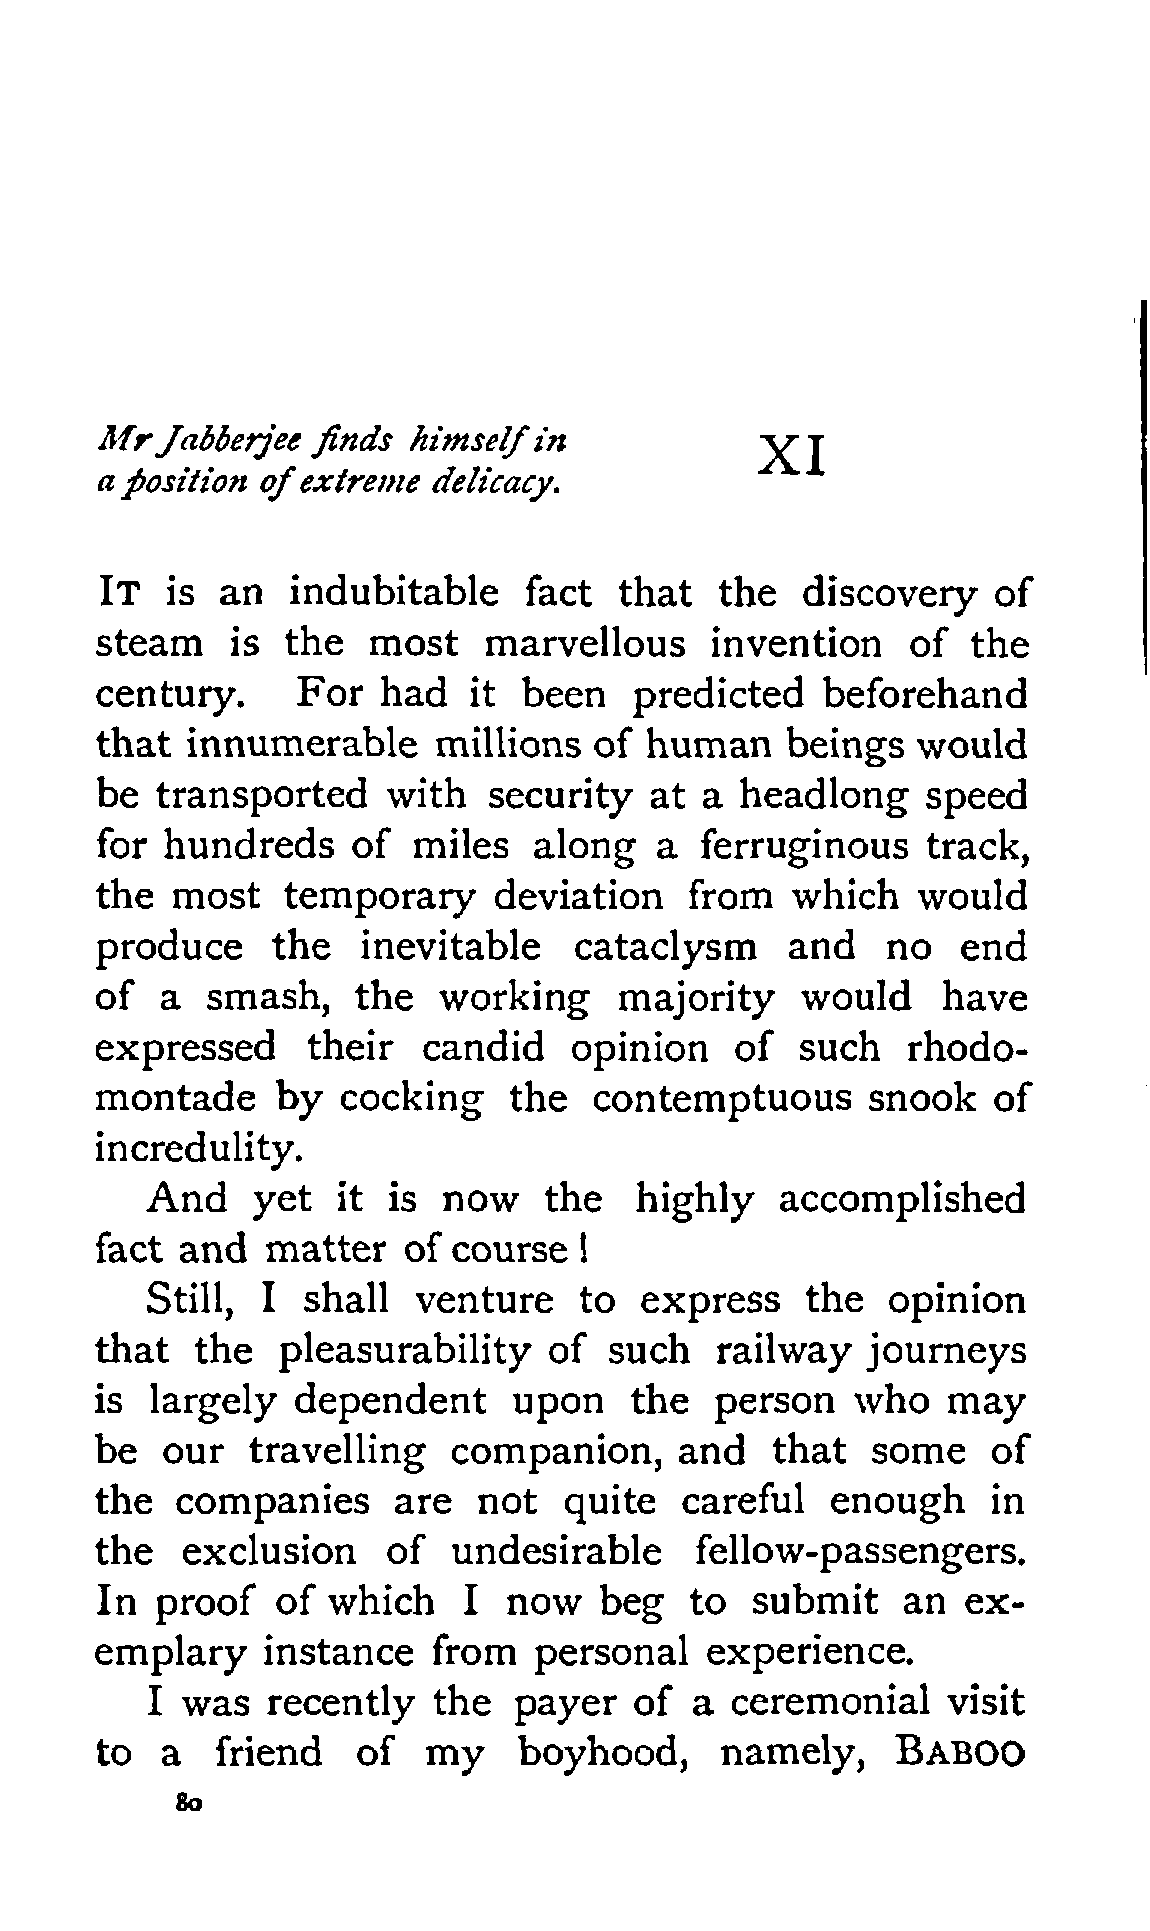 Mr Jabberjee finds himself in
a position of extreme delicacy.
XI
IT is an indubitable fact that the discovery of
steam is the most marvellous invention of the
century. For had it been predicted beforehand
that innumerable millions of human beings would
be transported with security at a headlong speed
for hundreds of miles along a ferruginous track,
the most temporary deviation from which would
produce the inevitable cataclysm and no end
of a smash, the working majority would have
expressed their candid opinion of such rhodo-
montade by cocking the contemptuous snook of
incredulity.
And yet it is now the highly accomplished
fact and matter of course!
Still, I shall venture to express the opinion
that the pleasurability of such railway journeys
is largely dependent upon the person who may
be our travelling companion, and that some of
the companies are not quite careful enough in
the exclusion of undesirable fellow-passengers.
In proof of which I now beg to submit an ex-
emplary instance from personal experience.
I was recently the payer of a ceremonial visit
to a friend of my boyhood, namely, BABOO
80